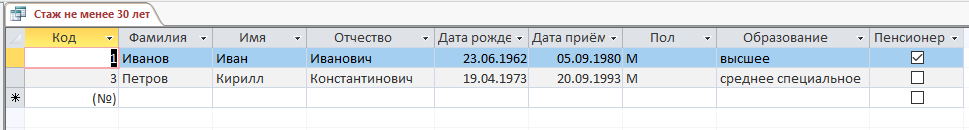 Стаж не менее 30 лет
Код Фамилия Имя Отчество Дата рожде Дата приём Пол Образование Пенсионер
1 Иванов Иван Иванович 23.06.1962 05.09.1980 М высшее
3 Петров Кирилл Константинович 19.04.1973 20.09.1993 М среднее специальное
(№)